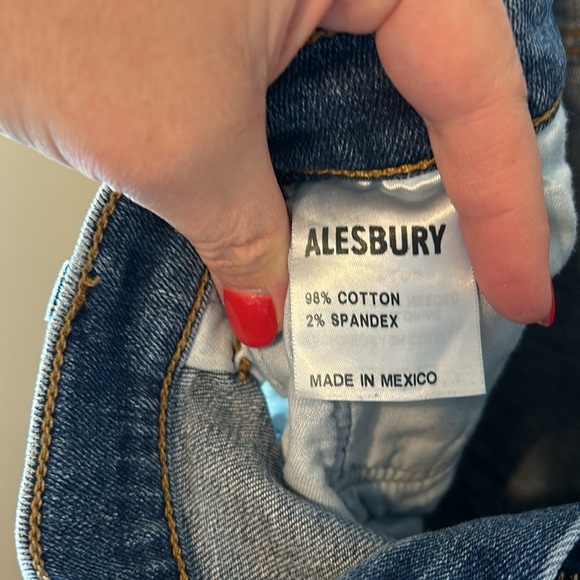 ALESBURY
98% COTTON
2% SPANDEX
MADE IN MEXICO